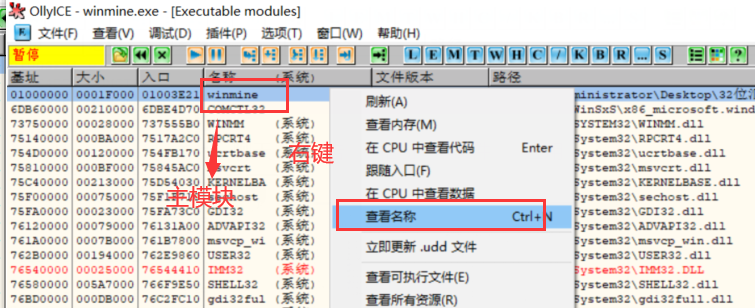 OllyICE - winmine.exe - [Executable modules]
文件(F) 查看(V) 调试(D) 插件(P) 选项(T) 窗口(W) 帮助(H)
暂停 L E M T W H C / K B R ... S ?
基址 大小 入口 名称 (系统) 文件版本 路径
01000000 0001F000 01003E21 winmine ministrator\Desktop\32位
6DB60000 00210000 6DBE4D70 COMCTL32 WinSxS\x86_microsoft.wind
73750000 00028000 737555B0 WINMM (系统) SYSTEM32\WINMM.dll
75140000 000BA000 7517A2C0 RPCRT4 (系统) System32\RPCRT4.dll
754D0000 00120000 754FB170 ucrtbase (系统) System32\ucrtbase.dll
75810000 000BF000 75845AC0 msvcrt (系统) System32\msvcrt.dll
75C40000 00213000 75D54030 KERNELBA (系统) System32\KERNELBASE.dll
75F00000 sechost (系统) System32\sechost.dll
75FA0000 00023000 GDI32 (系统) System32\GDI32.dll
76120000 00079000 76131A00 ADVAPI32 (系统) System32\ADVAPI32.dll
761A0000 0007B000 761B7800 msvcp_wi (系统) System32\msvcp_win.dll
762B0000 00194000 762E9860 USER32 (系统) System32\USER32.dll
76540000 00025000 76544410 IMM32 (系统) System32\IMM32.DLL
76580000 005A7000 766F9E50 SHELL32 (系统) System32\SHELL32.dll
76BD0000 000DB000 76C2FC10 gdi32ful (系统) System32\gdi32full.dll
主模块
右键
刷新(A)
查看内存(M)
在 CPU 中查看代码 Enter
跟随入口(F)
在 CPU 中查看数据
查看名称 Ctrl+N
立即更新 .udd 文件
查看可执行文件(E)
查看所有资源(R)